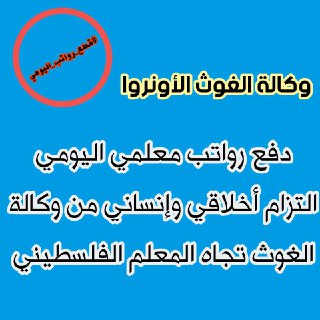 #قطع_رواتب_اليومي
وكالة الغوث الأونروا
دفع رواتب معلمي اليومي
التزام أخلاقي وإنساني من وكالة
الغوث تجاه المعلم الفلسطيني